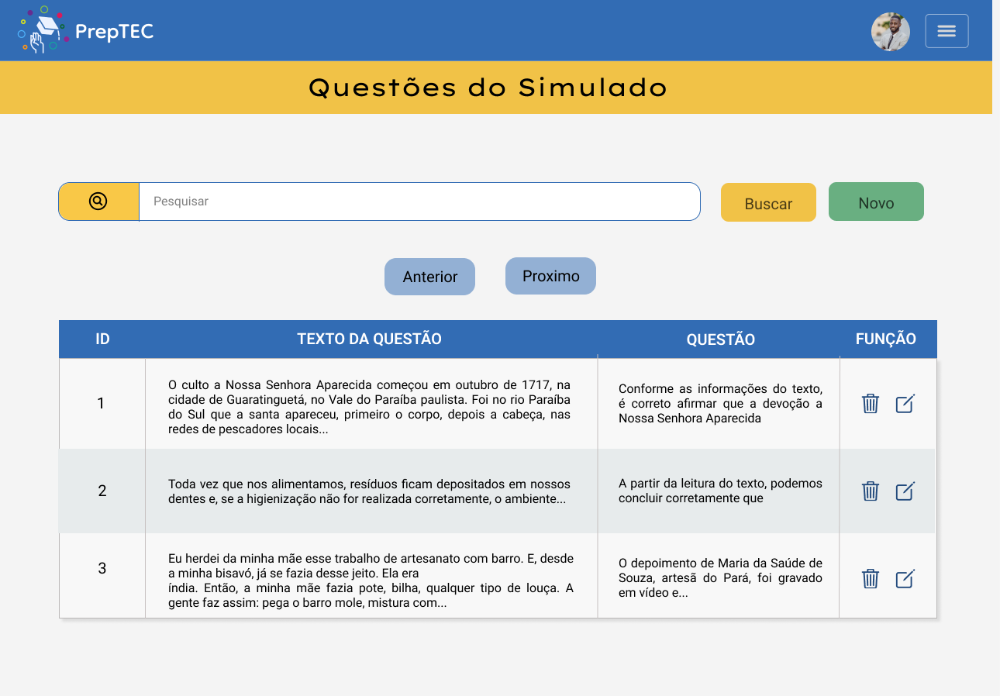 PrepTEC
Questões do Simulado
Pesquisar
Buscar
Novo
Anterior
Proximo
ID
TEXTO DA QUESTÃO
QUESTÃO
FUNÇÃO
1
O culto a Nossa Senhora Aparecida começou em outubro de 1717, na
cidade de Guaratinguetá, no Vale do Paraíba paulista. Foi no rio Paraíba
do Sul que a santa apareceu, primeiro o corpo, depois a cabeça, nas
redes de pescadores locais...
Conforme as informações do texto,
é correto afirmar que a devoção a
Nossa Senhora Aparecida
2
Toda vez que nos alimentamos, resíduos ficam depositados em nossos
dentes e, se a higienização não for realizada corretamente, o ambiente...
A partir da leitura do texto, podemos
concluir corretamente que
3
Eu herdei da minha mãe esse trabalho de artesanato com barro. E, desde
a minha bisavó, já se fazia desse jeito. Ela era
índia. Então, a minha mãe fazia pote, bilha, qualquer tipo de louça. A
gente faz assim: pega o barro mole, mistura com...
O depoimento de Maria da Saúde de
Souza, artesã do Pará, foi gravado
em vídeo e...